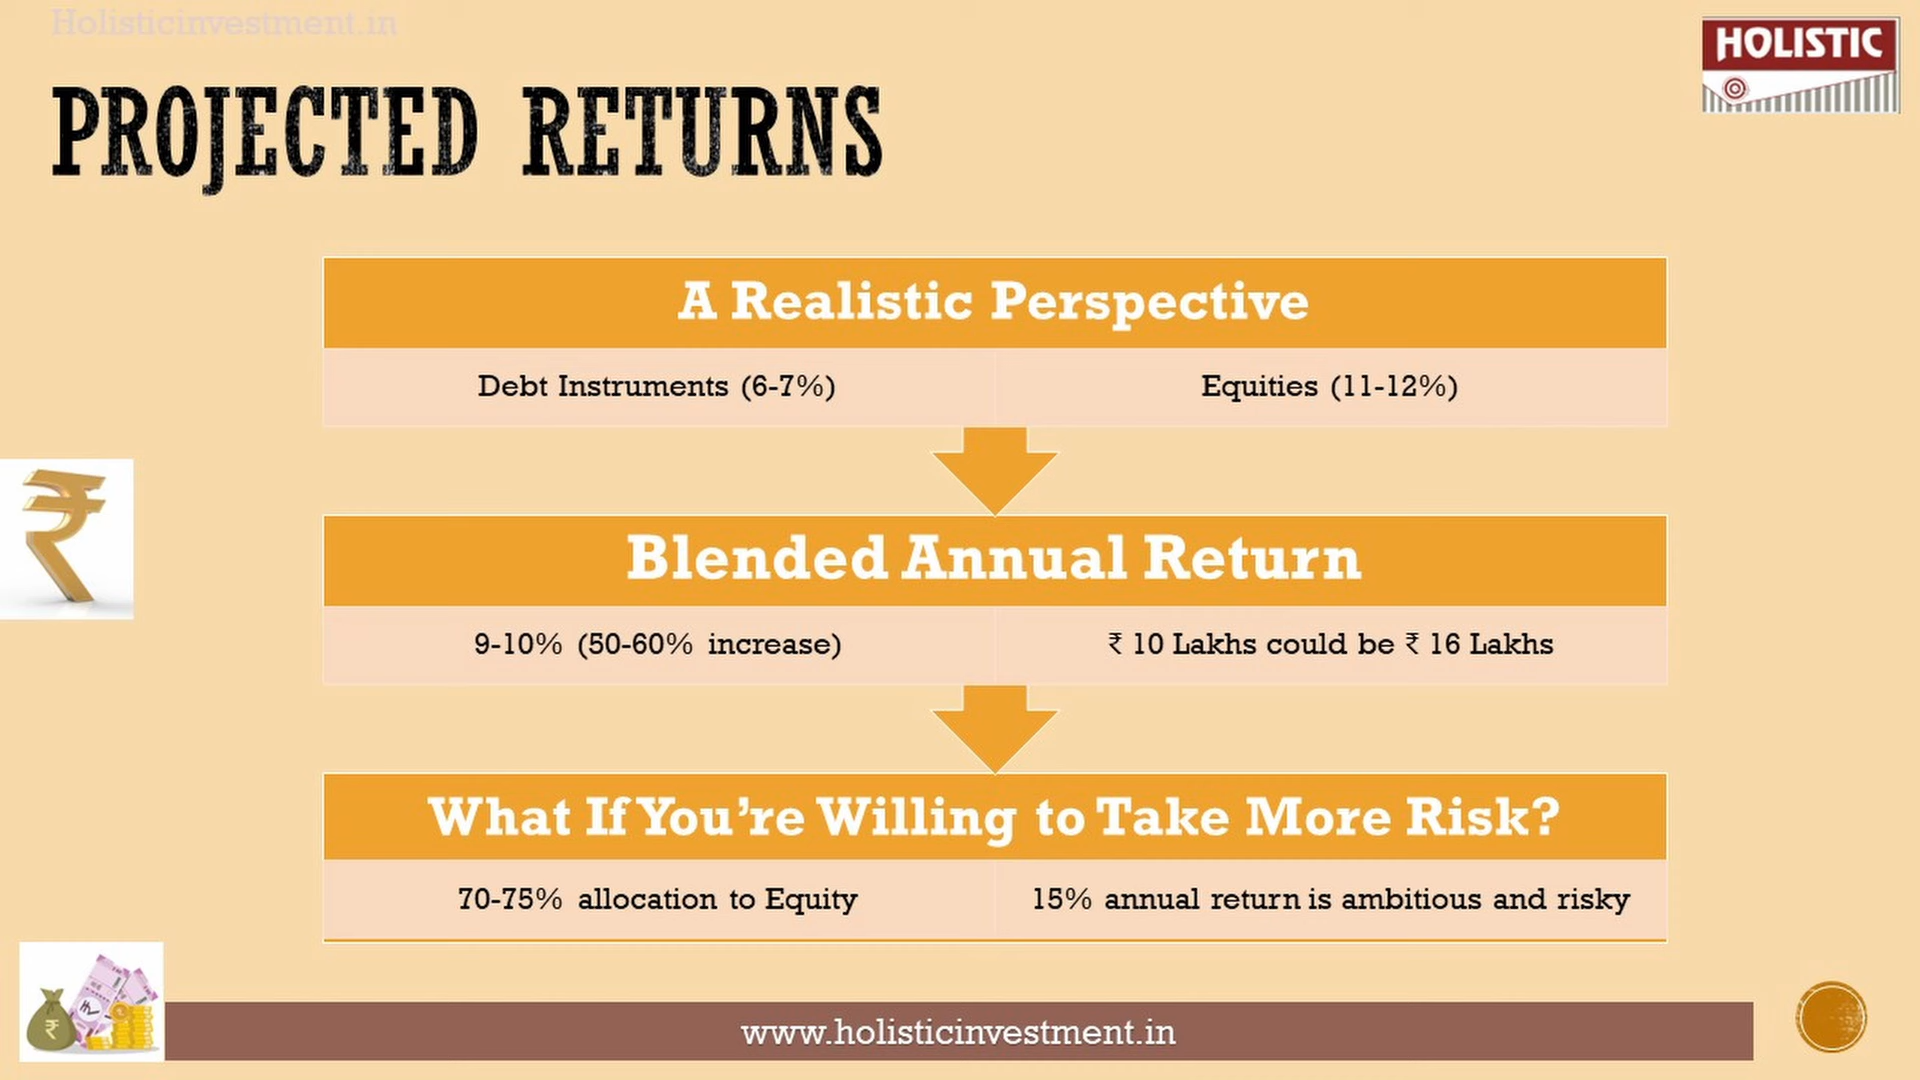 Holisticinvestment.in
HOLISTIC
PROJECTED RETURNS
A Realistic Perspective
Debt Instruments (6-7%)
Equities (11-12%)
Blended Annual Return
9-10% (50-60% increase)
₹ 10 Lakhs could be ₹ 16 Lakhs
What If You’re Willing to Take More Risk?
70-75% allocation to Equity
15% annual return is ambitious and risky
www.holisticinvestment.in